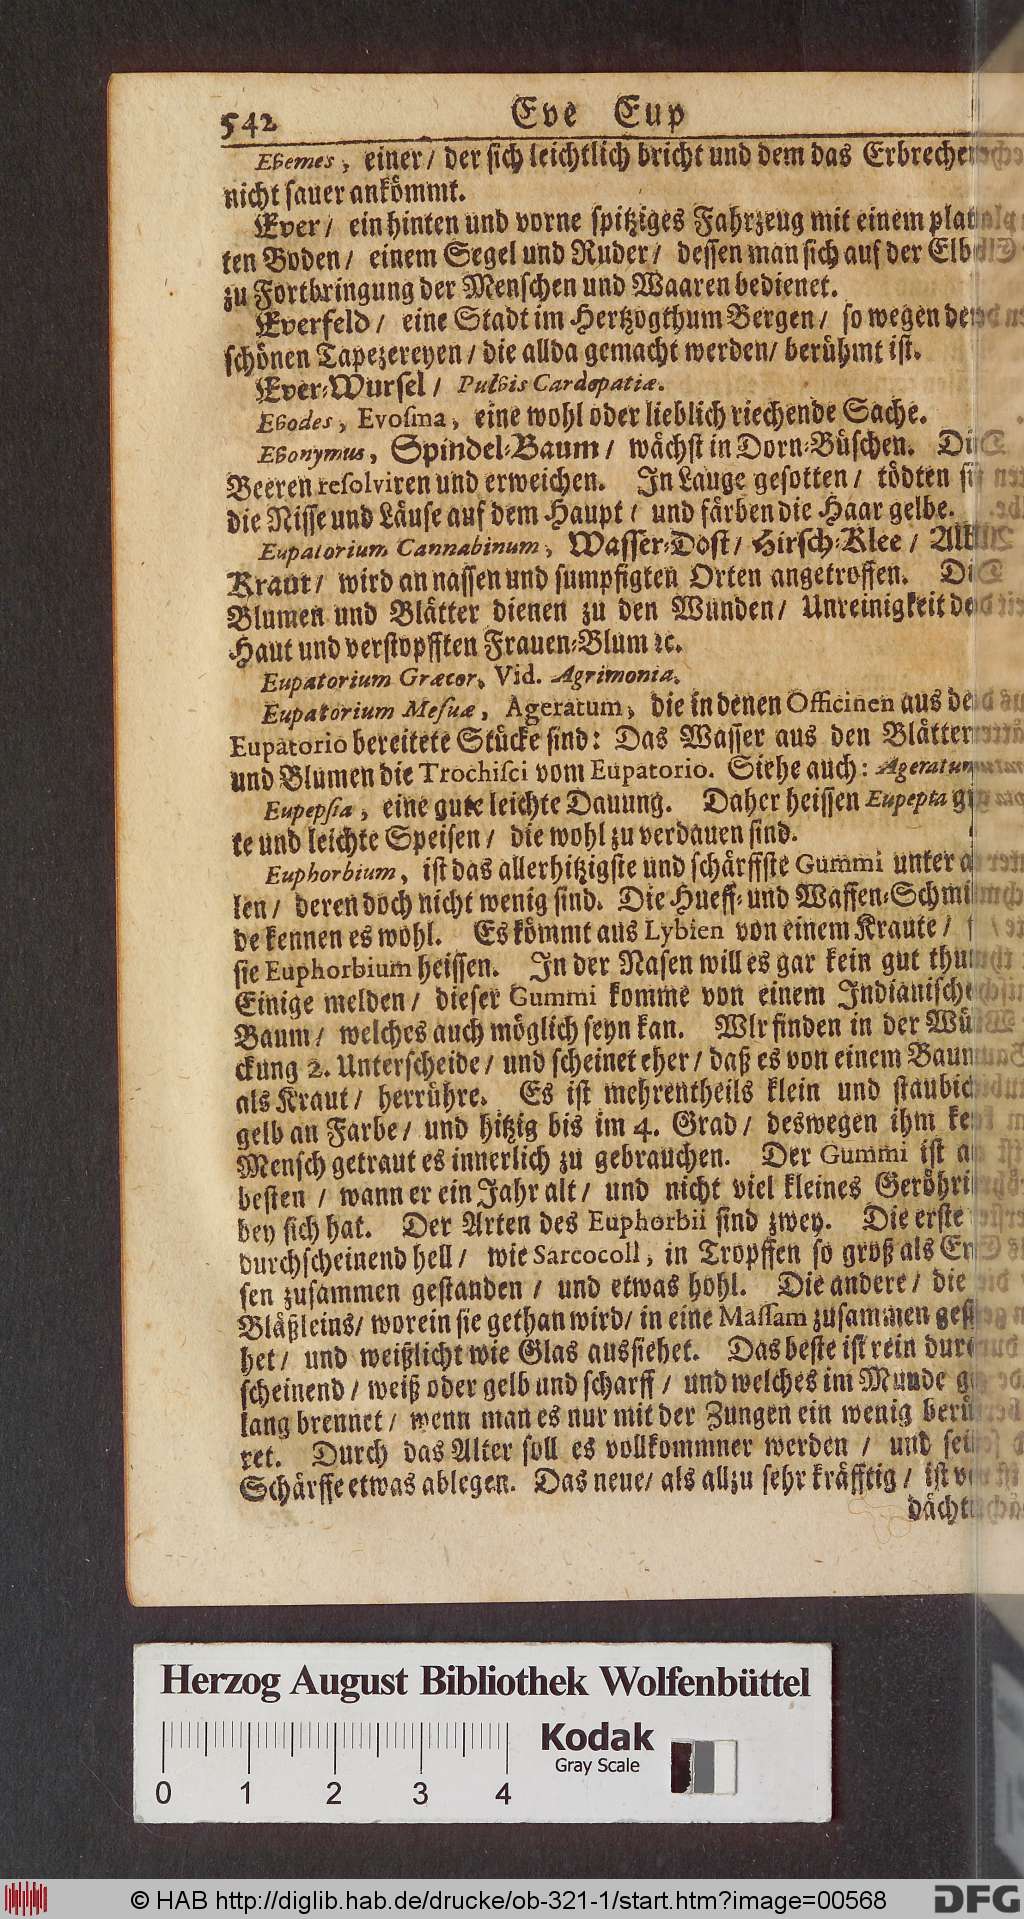 542 Eve Eup
Evemes, einer / der sich leichtlich bricht und dem das Erbrechen
nicht sauer ankömmt.
Ever / ein hinten und vorne spitziges Fahrzeug mit einem plat
ten Boden / einem Segel und Ruder / dessen man sich auf der Elb
zu Fortbringung der Menschen und Waaren bedienet.
Everfeld / eine Stadt im Hertzogthum Bergen / so wegen der
schönen Tapezereyen / die allda gemacht werden / berühmt ist.
Ever-Wursel / Pulvis Cardopatiæ.
Evodes, Evosma, eine wohl oder lieblich riechende Sache.
Evonymus, Spindel-Baum / wächst in Dorn-Büschen. Die
Beeren resolviren und erweichen. In Lauge gesotten / tödten sie
die Nisse und Läuse auf dem Haupt / und färben die Haar gelbe.
Eupatorium Cannabinum, Wasser-Dost / Hirsch-Klee / Alb
Kraut / wird an nassen und sumpfigten Orten angetroffen. Die
Blumen und Blätter dienen zu den Wunden / Unreinigkeit der
Haut und verstopfften Frauen-Blum ꝛc.
Eupatorium Græcor. Vid. Agrimonia.
Eupatorium Mesuæ, Ageratum, die in denen Officinen aus de
Eupatorio bereitete Stücke sind: Das Wasser aus den Blätter
und Blumen die Trochisci vom Eupatorio. Siehe auch: Ageratum
Eupepsia, eine gute leichte Dauung. Daher heissen Eupepta gu
te und leichte Speisen / die wohl zu verdauen sind.
Euphorbium, ist das allerhitzigste und schärffste Gummi unter al
len / deren doch nicht wenig sind. Die Hueff- und Waffen-Schmi
de kennen es wohl. Es kömmt aus Lybien von einem Kraute / s
sie Euphorbium heissen. In der Nasen will es gar kein gut thun
Einige melden / dieser Gummi komme von einem Indianische
Baum / welches auch möglich seyn kan. WIr finden in der Wür
ckung 2. Unterscheide / und scheinet eher / daß es von einem Baum
als Kraut / herrühre. Es ist mehrentheils klein und staubich
gelb an Farbe / und hitzig bis im 4. Grad / deswegen ihm kein
Mensch getraut es innerlich zu gebrauchen. Der Gummi ist am
besten / wann er ein Jahr alt / und nicht viel kleines Geröhri
bey sich hat. Der Arten des Euphorbii sind zwey. Die erste
durchscheinend hell / wie Sarcocoll, in Tropffen so groß als Er
sen zusammen gestanden / und etwas hohl. Die andere / die
Bläßleins / worein sie gethan wird / in eine Massam zusammen geste
het / und weißlicht wie Glas aussiehet. Das beste ist rein durch
scheinend / weiß oder gelb und scharff / und welches im Munde g
lang brennet / wenn man es nur mit der Zungen ein wenig berüh
ret. Durch das Alter soll es vollkommner werden / und seine
Schärffe etwas ablegen. Das neue / als allzu sehr kräfftig / ist ver
dächt
Herzog August Bibliothek Wolfenbüttel
Kodak
Gray Scale
0 1 2 3 4
© HAB http://diglib.hab.de/drucke/ob-321-1/start.htm?image=00568 DFG